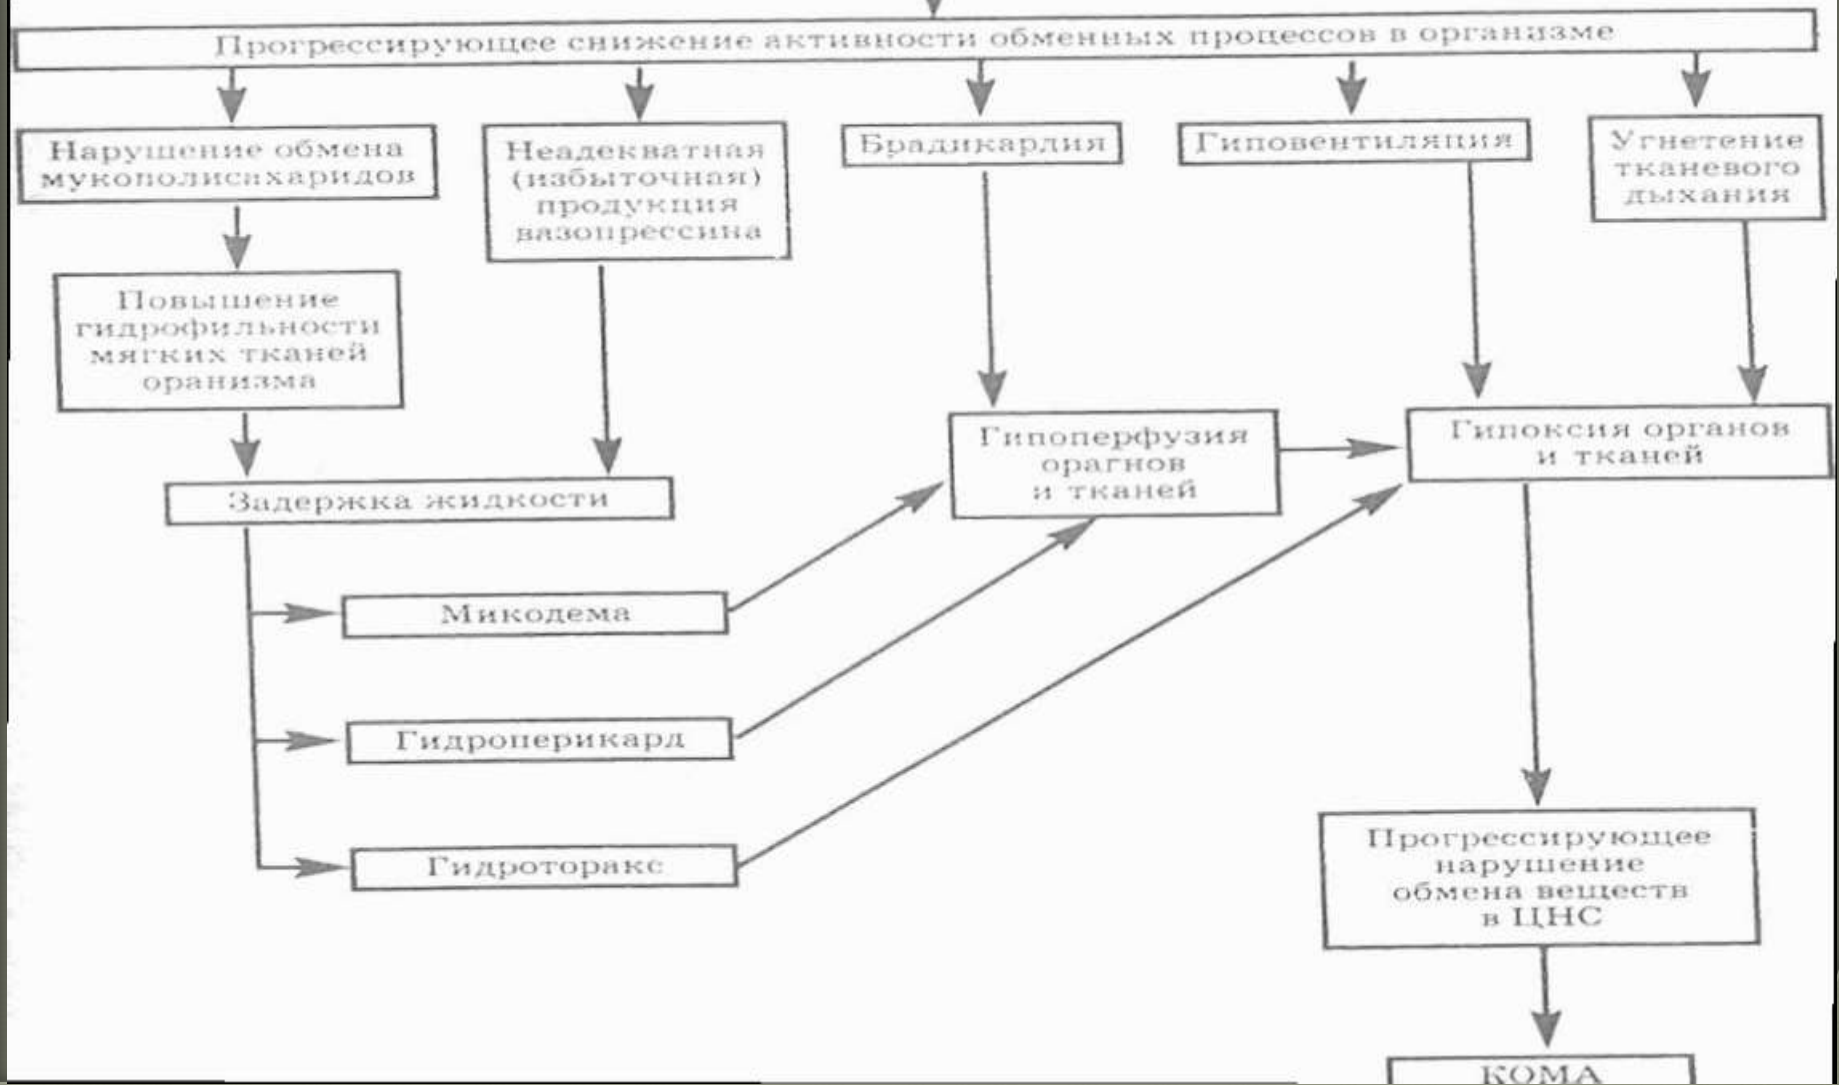 Прогрессирующее снижение активности обменных процессов в организме
Нарушение обмена
мукополисахаридов
Неадекватная
(избыточная)
продукция
вазопрессина
Брадикардия
Гиповентиляция
Угнетение
тканевого
дыхания
Повышение
гидрофильности
мягких тканей
оранизма
Гипоперфузия
орагнов
и тканей
Гипоксия органов
и тканей
Задержка жидкости
Микодема
Гидроперикард
Гидроторакс
Прогрессирующее
нарушение
обмена веществ
в ЦНС
КОМА